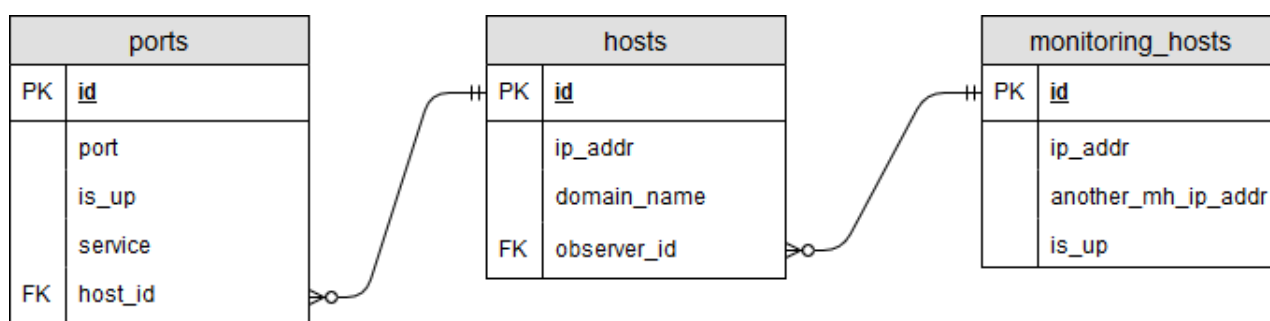 ports
PK id
port
is_up
service
FK host_id
hosts
PK id
ip_addr
domain_name
FK observer_id
monitoring_hosts
PK id
ip_addr
another_mh_ip_addr
is_up